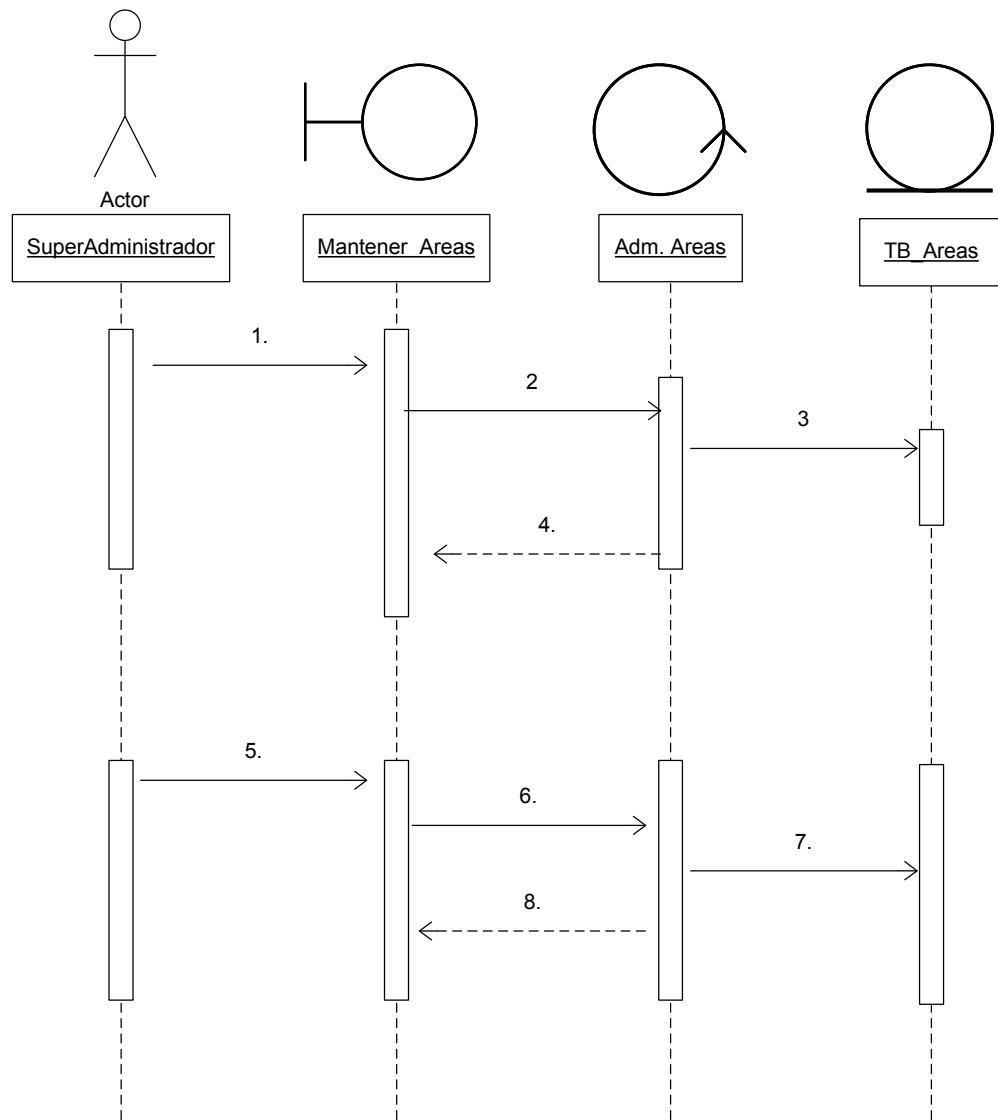 Actor
SuperAdministrador
Mantener_Areas
Adm. Areas
TB_Areas
1.
2
3
4.
5.
6.
7.
8.